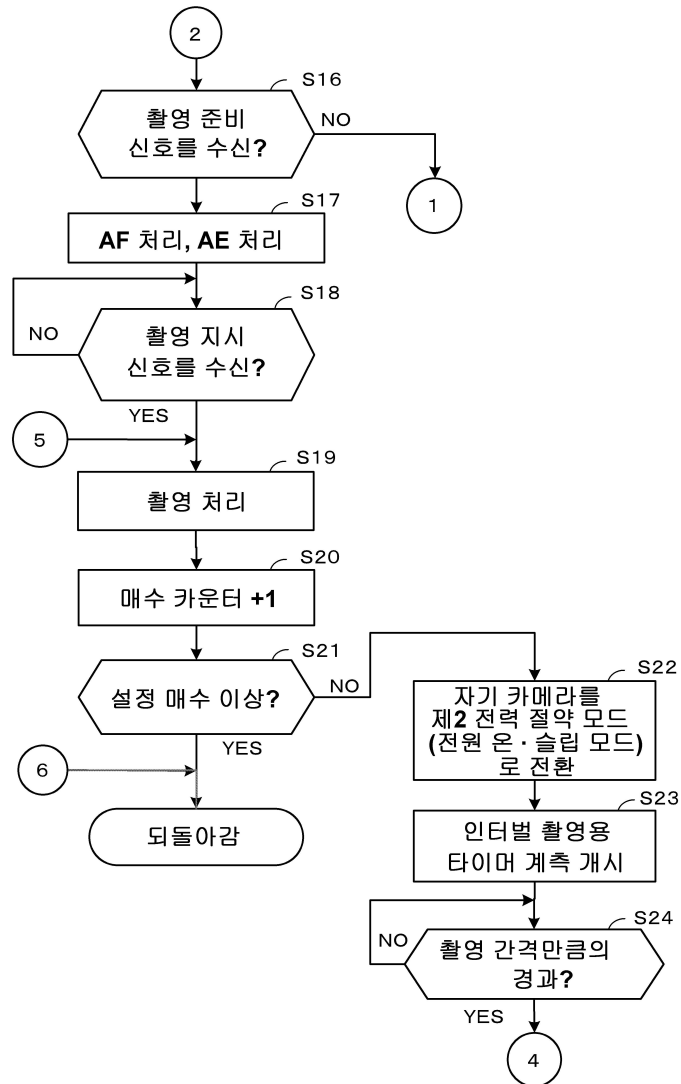 2
S16
촬영 준비
신호를 수신?
NO
1
S17
AF 처리, AE 처리
S18
촬영 지시
신호를 수신?
NO
YES
5
S19
촬영 처리
S20
매수 카운터 +1
S21
설정 매수 이상?
NO
YES
6
되돌아감
S22
자기 카메라를
제2 전력 절약 모드
(전원 온 · 슬립 모드)
로 전환
S23
인터벌 촬영용
타이머 계측 개시
S24
촬영 간격만큼의
경과?
NO
YES
4